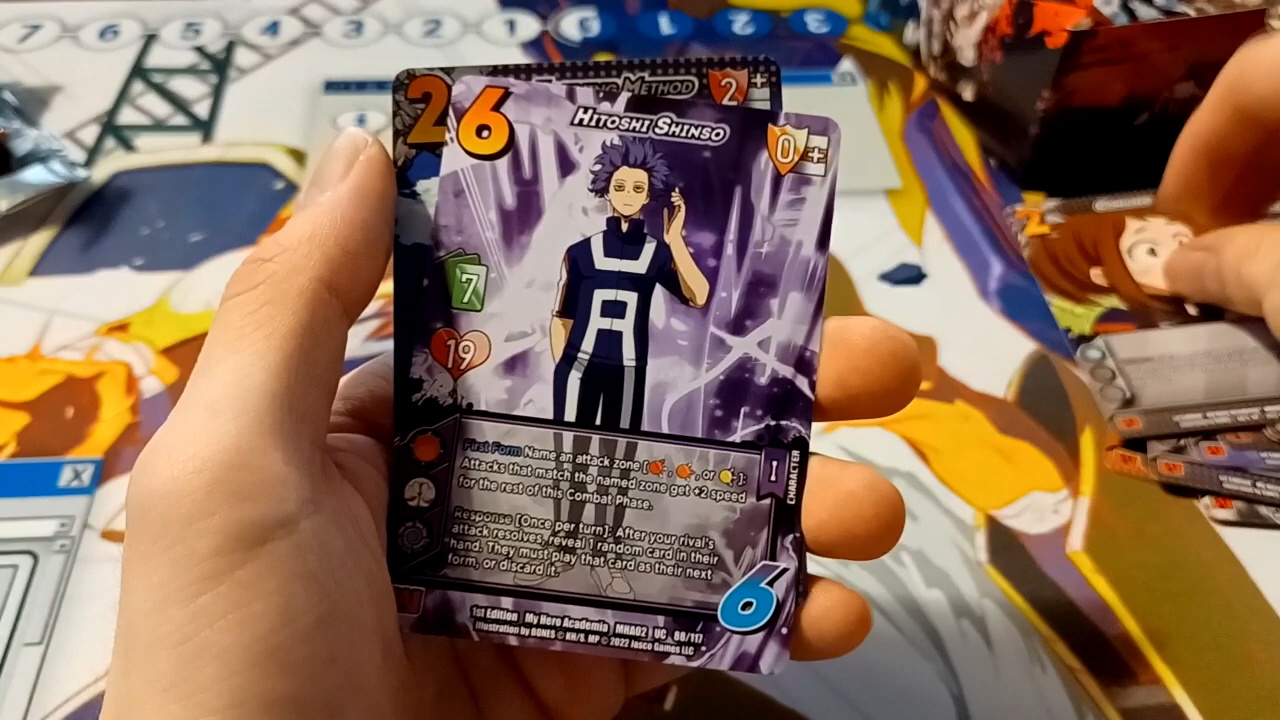 7 6 5 4 3 2 1 0 1 2 3
METHOD
2
+
2
6
HITOSHI SHINSO
0
+
7
19
First Form Name an attack zone [ , , or ]:
Attacks that match the named zone get +2 speed
for the rest of this Combat Phase.
Response [Once per turn]: After your rival's
attack resolves, reveal 1 random card in their
hand. They must play that card as their next
form, or discard it.
I
CHARACTER
6
1st Edition My Hero Academia MHA02 UC 88/117
Illustration by BONES © KH/S. MP © 2022 Jasco Games LLC
2
X